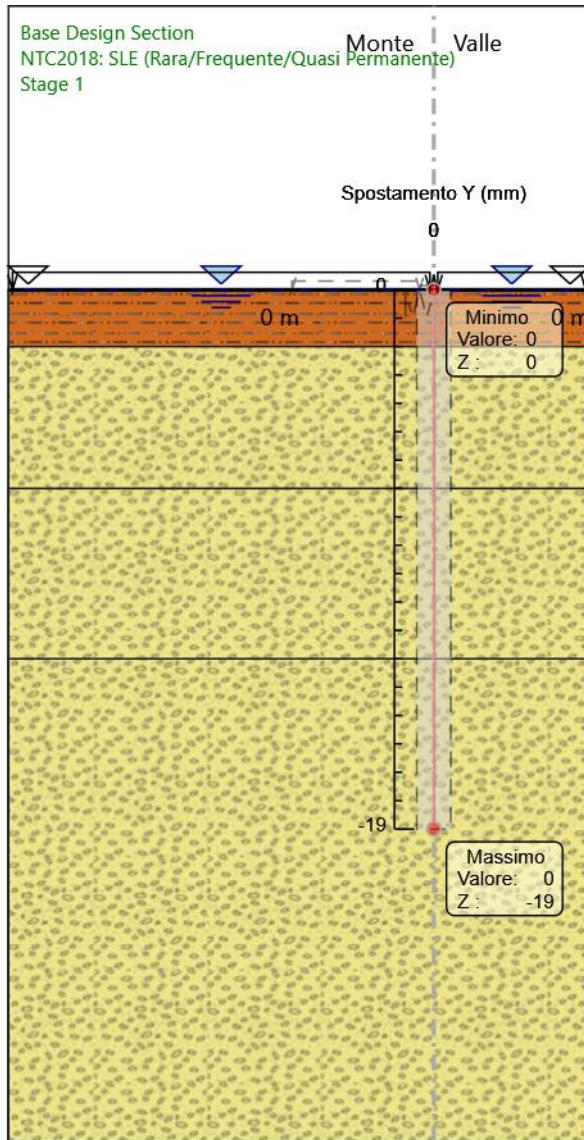 Base Design Section
Monte Valle
NTC2018: SLE (Rara/Frequente/Quasi Permanente)
Stage 1
Spostamento Y (mm)
0
0
0 m
0 m
Minimo
Valore: 0
Z : 0
-19
Massimo
Valore: 0
Z : -19